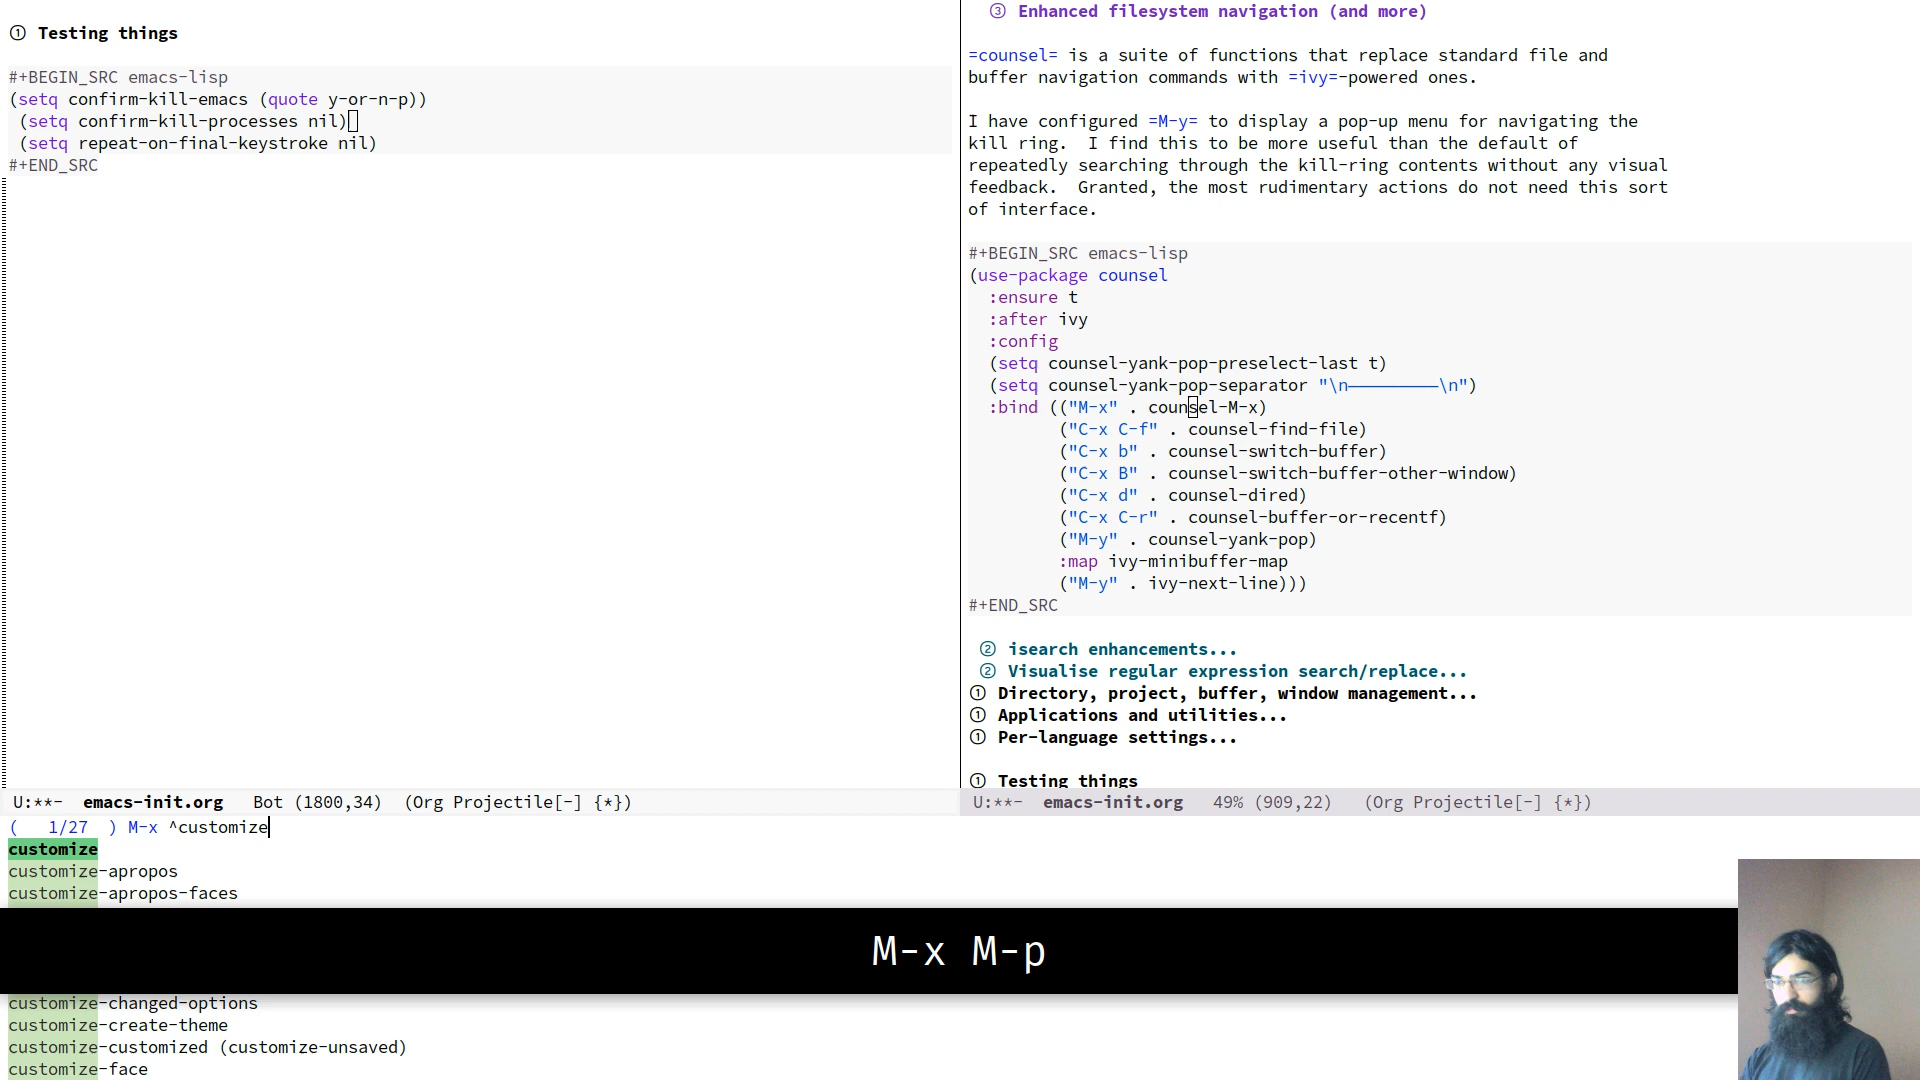 ① Testing things
#+BEGIN_SRC emacs-lisp
(setq confirm-kill-emacs (quote y-or-n-p))
(setq confirm-kill-processes nil)
(setq repeat-on-final-keystroke nil)
#+END_SRC
U:**-  emacs-init.org   Bot (1800,34)  (Org Projectile[-] {*})
③ Enhanced filesystem navigation (and more)
=counsel= is a suite of functions that replace standard file and
buffer navigation commands with =ivy=-powered ones.
I have configured =M-y= to display a pop-up menu for navigating the
kill ring.  I find this to be more useful than the default of
repeatedly searching through the kill-ring contents without any visual
feedback.  Granted, the most rudimentary actions do not need this sort
of interface.
#+BEGIN_SRC emacs-lisp
(use-package counsel
:ensure t
:after ivy
:config
(setq counsel-yank-pop-preselect-last t)
(setq counsel-yank-pop-separator "\n—————————\n")
:bind (("M-x" . counsel-M-x)
("C-x C-f" . counsel-find-file)
("C-x b" . counsel-switch-buffer)
("C-x B" . counsel-switch-buffer-other-window)
("C-x d" . counsel-dired)
("C-x C-r" . counsel-buffer-or-recentf)
("M-y" . counsel-yank-pop)
:map ivy-minibuffer-map
("M-y" . ivy-next-line)))
#+END_SRC
② isearch enhancements...
② Visualise regular expression search/replace...
① Directory, project, buffer, window management...
① Applications and utilities...
① Per-language settings...
① Testing things
U:**-  emacs-init.org   49% (909,22)   (Org Projectile[-] {*})
(   1/27  ) M-x ^customize
customize
customize-apropos
customize-apropos-faces
M-x M-p
customize-changed-options
customize-create-theme
customize-customized (customize-unsaved)
customize-face